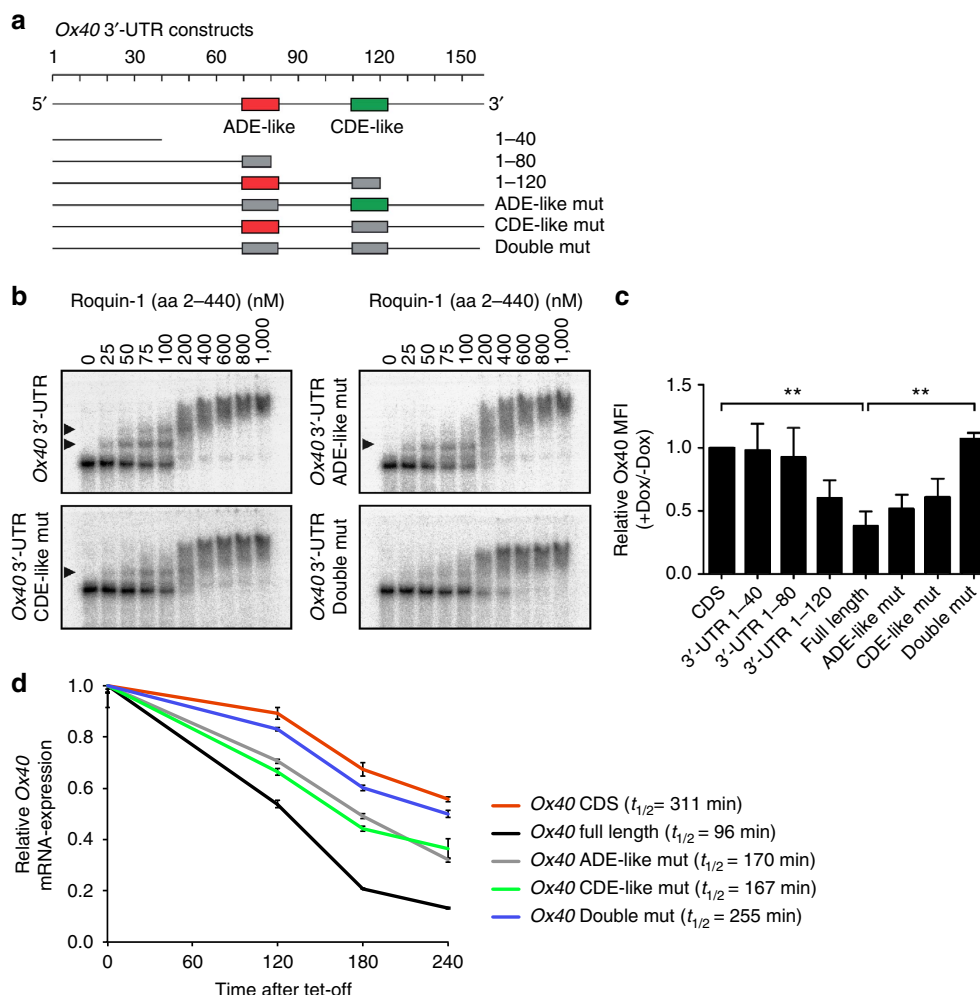 a
Ox40 3′-UTR constructs
1 30 60 90 120 150
5′ 3′
ADE-like CDE-like
1–40
1–80
1–120
ADE-like mut
CDE-like mut
Double mut
b
Roquin-1 (aa 2–440) (nM)
0 25 50 75 100 200 400 600 800 1,000
Ox40 3′-UTR
Roquin-1 (aa 2–440) (nM)
0 25 50 75 100 200 400 600 800 1,000
Ox40 3′-UTR
ADE-like mut
Ox40 3′-UTR
CDE-like mut
Ox40 3′-UTR
Double mut
c
Relative Ox40 MFI
(+Dox/-Dox)
1.5
1.0
0.5
0.0
** **
CDS
3′-UTR 1–40
3′-UTR 1–80
3′-UTR 1–120
Full length
ADE-like mut
CDE-like mut
Double mut
d
Relative Ox40
mRNA-expression
1.0
0.8
0.6
0.4
0.2
0.0
0 60 120 180 240
Time after tet-off
Ox40 CDS (t1/2= 311 min)
Ox40 full length (t1/2 = 96 min)
Ox40 ADE-like mut (t1/2 = 170 min)
Ox40 CDE-like mut (t1/2 = 167 min)
Ox40 Double mut (t1/2 = 255 min)